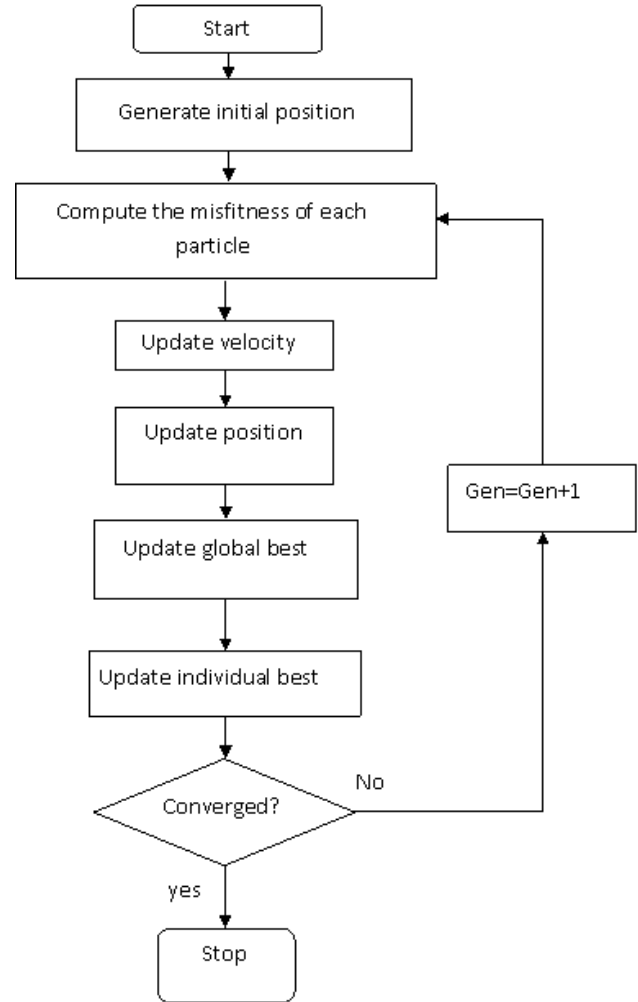 Start
Generate initial position
Compute the misfitness of each
particle
Update velocity
Update position
Gen=Gen+1
Update global best
Update individual best
No
Converged?
yes
Stop